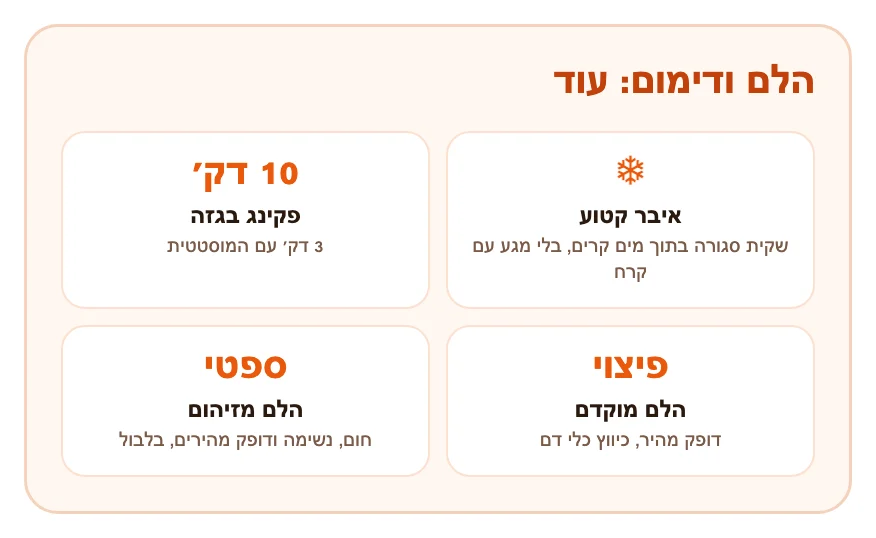 הלם ודימום: עוד
❄
איבר קטוע
שקית סגורה בתוך מים קרים, בלי מגע עם
קרח
10 דק׳
פקינג בגזה
3 דק׳ עם המוסטטית
פיצוי
הלם מוקדם
דופק מהיר, כיווץ כלי דם
ספטי
הלם מזיהום
חום, נשימה ודופק מהירים, בלבול